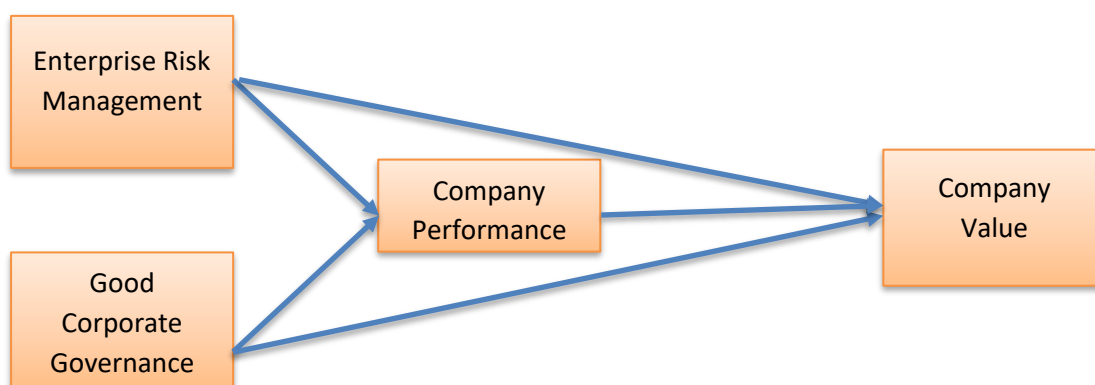 Enterprise Risk
Management
Company
Performance
Company
Value
Good
Corporate
Governance